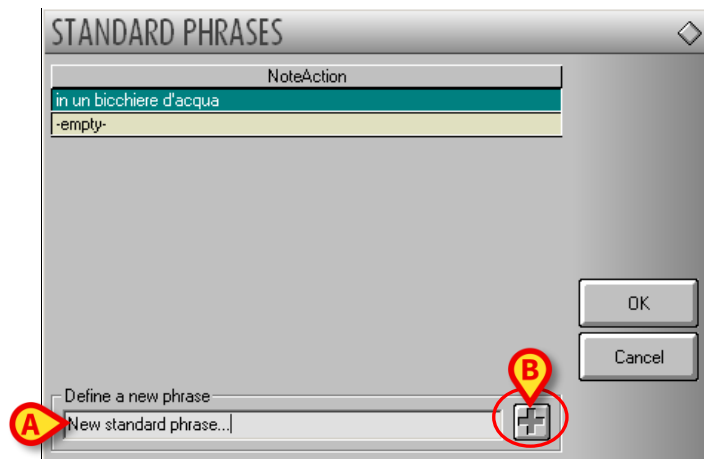 STANDARD PHRASES
NoteAction
in un bicchiere d'acqua
-empty-
OK
Cancel
B
Define a new phrase
A
New standard phrase...